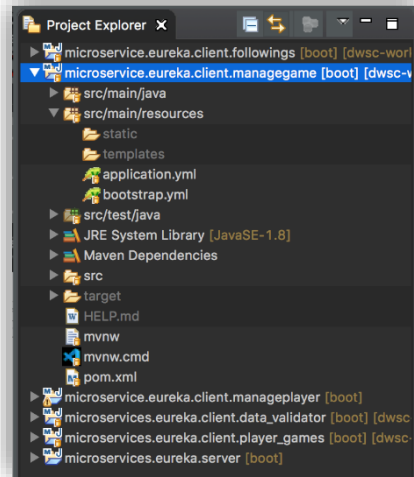 Project Explorer
microservice.eureka.client.followings [boot] [dwsc-worl
microservice.eureka.client.managegame [boot] [dwsc-w
src/main/java
src/main/resources
static
templates
application.yml
bootstrap.yml
src/test/java
JRE System Library [JavaSE-1.8]
Maven Dependencies
src
target
HELP.md
mvnw
mvnw.cmd
pom.xml
microservice.eureka.client.manageplayer [boot]
microservices.eureka.client.data_validator [boot] [dwsc
microservices.eureka.client.player_games [boot] [dwsc-
microservices.eureka.server [boot]